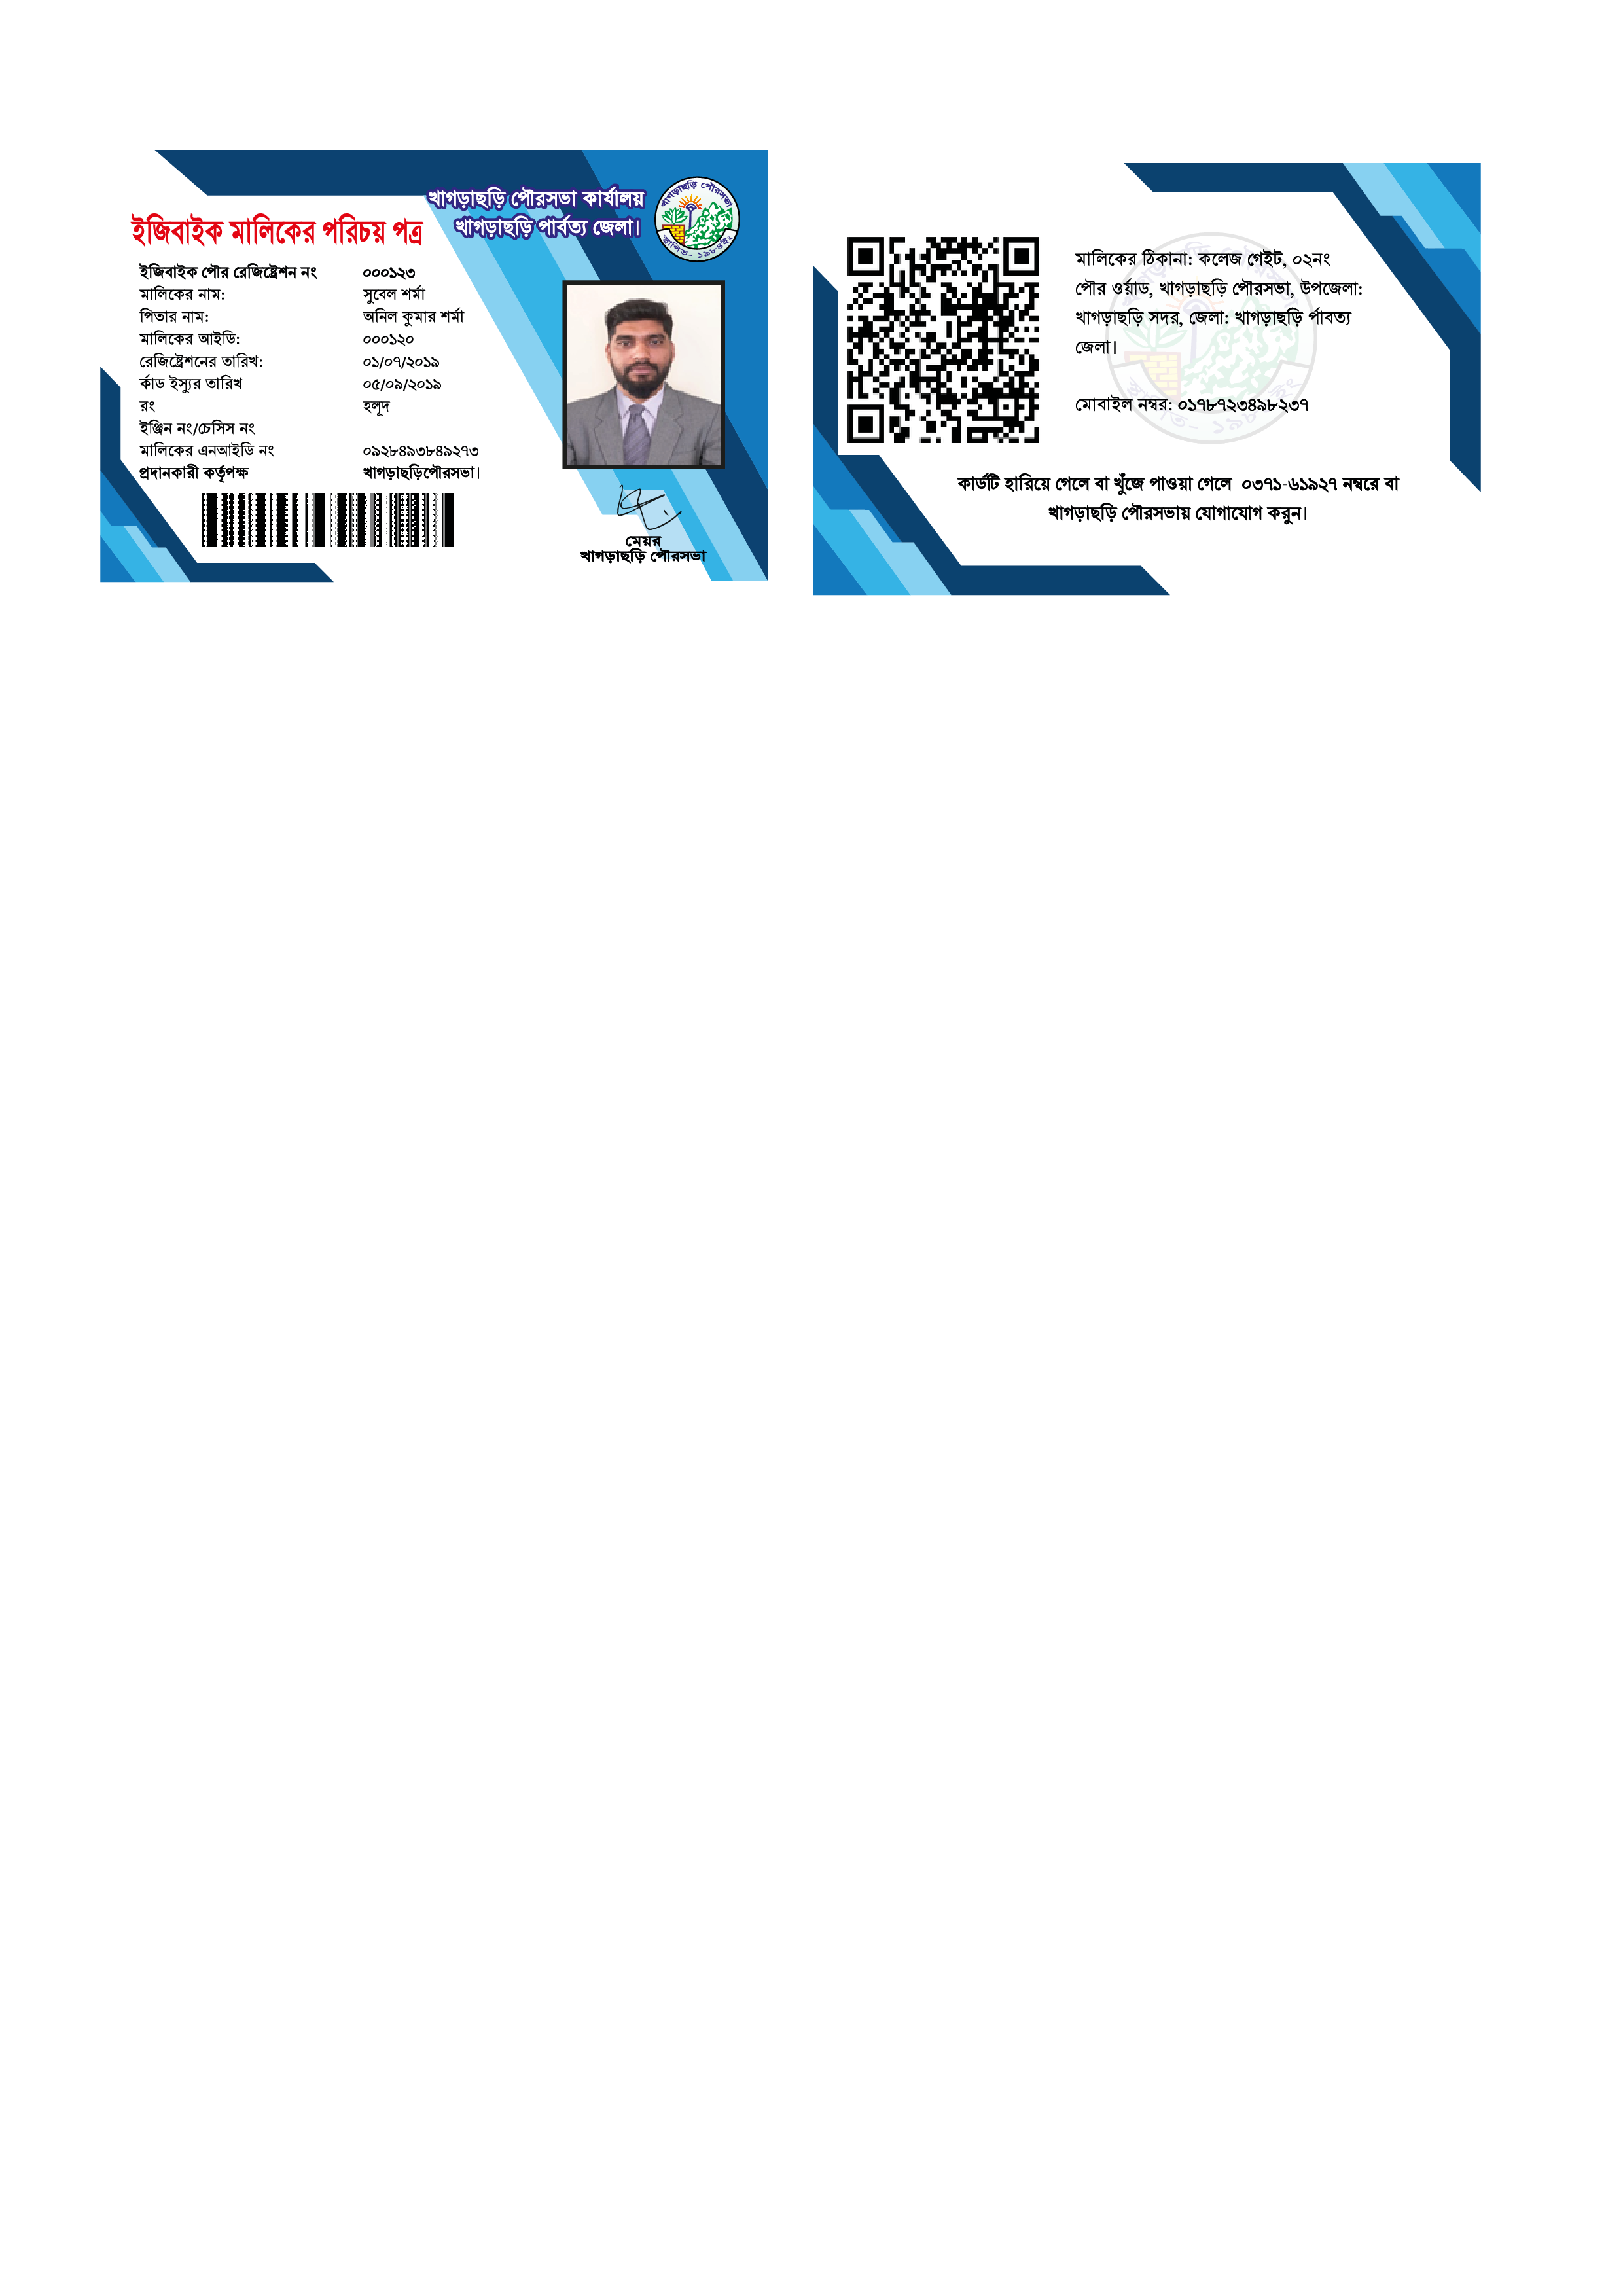 খাগড়াছড়ি পৌরসভা কার্যালয়
খাগড়াছড়ি পার্বত্য জেলা।
খাগড়াছড়ি পৌরসভা
স্থাপিত- ১৯৮৪ইং
ইজিবাইক মালিকের পরিচয় পত্র
ইজিবাইক পৌর রেজিষ্ট্রেশন নং ০০০১২৩
মালিকের নাম: সুবেল শর্মা
পিতার নাম: অনিল কুমার শর্মা
মালিকের আইডি: ০০০১২০
রেজিষ্ট্রেশনের তারিখ: ০১/০৭/২০১৯
র্কাড ইস্যুর তারিখ ০৫/০৯/২০১৯
রং হলূদ
ইঞ্জিন নং/চেসিস নং
মালিকের এনআইডি নং ০৯২৮৪৯৩৮৪৯২৭৩
প্রদানকারী কর্তৃপক্ষ খাগড়াছড়িপৌরসভা।
মেয়র
খাগড়াছড়ি পৌরসভা
মালিকের ঠিকানা: কলেজ গেইট, ০২নং
পৌর ওর্য়াড, খাগড়াছড়ি পৌরসভা, উপজেলা:
খাগড়াছড়ি সদর, জেলা: খাগড়াছড়ি র্পাবত্য
জেলা।
মোবাইল নম্বর: ০১৭৮৭২৩৪৯৮২৩৭
কার্ডটি হারিয়ে গেলে বা খুঁজে পাওয়া গেলে ০৩৭১-৬১৯২৭ নম্বরে বা
খাগড়াছড়ি পৌরসভায় যোগাযোগ করুন।